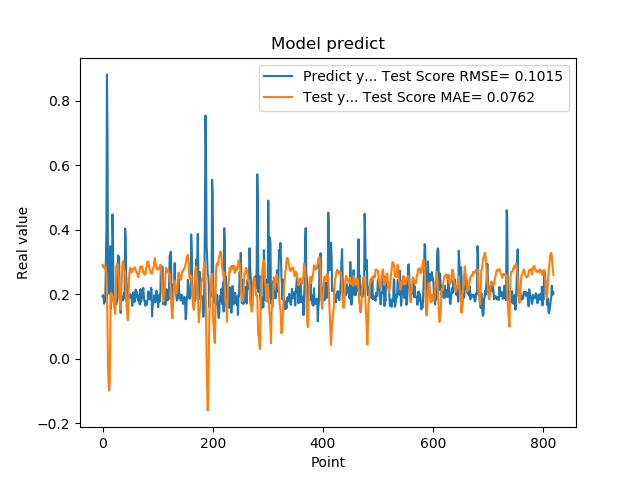 Model predict
Predict y... Test Score RMSE= 0.1015
Test y... Test Score MAE= 0.0762
Real value
0.8
0.6
0.4
0.2
0.0
−0.2
0 200 400 600 800
Point